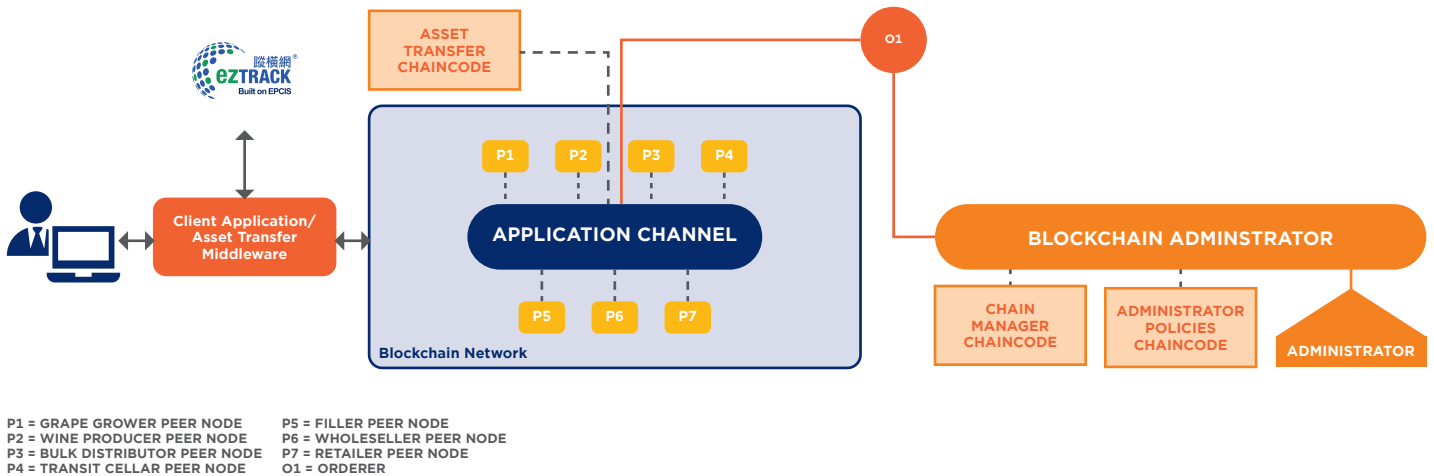 ASSET
TRANSFER
CHAINCODE
O1
蹤橫網®
ezTRACK
Built on EPCIS
P1
P2
P3
P4
Client Application/
Asset Transfer
Middleware
APPLICATION CHANNEL
BLOCKCHAIN ADMINSTRATOR
P5
P6
P7
Blockchain Network
CHAIN
MANAGER
CHAINCODE
ADMINISTRATOR
POLICIES
CHAINCODE
ADMINISTRATOR
P1 = GRAPE GROWER PEER NODE
P2 = WINE PRODUCER PEER NODE
P3 = BULK DISTRIBUTOR PEER NODE
P4 = TRANSIT CELLAR PEER NODE
P5 = FILLER PEER NODE
P6 = WHOLESELLER PEER NODE
P7 = RETAILER PEER NODE
O1 = ORDERER